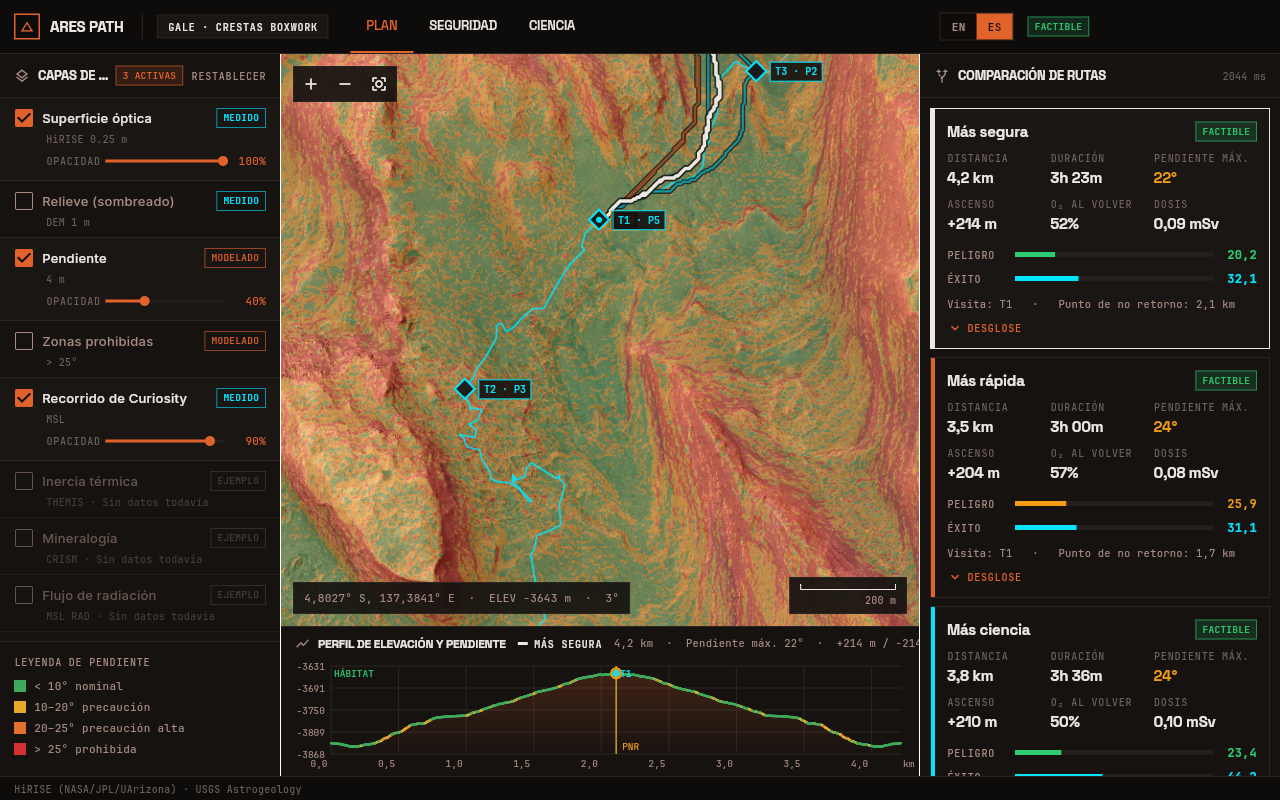 ARES PATH
GALE · CRESTAS BOXWORK
PLAN
SEGURIDAD
CIENCIA
EN
ES
FACTIBLE
CAPAS DE …
3 ACTIVAS
RESTABLECER
Superficie óptica
MEDIDO
HiRISE 0.25 m
OPACIDAD
100%
Relieve (sombreado)
MEDIDO
DEM 1 m
Pendiente
MODELADO
4 m
OPACIDAD
40%
Zonas prohibidas
MODELADO
> 25°
Recorrido de Curiosity
MEDIDO
MSL
OPACIDAD
90%
Inercia térmica
EJEMPLO
THEMIS · Sin datos todavía
Mineralogía
EJEMPLO
CRISM · Sin datos todavía
Flujo de radiación
EJEMPLO
MSL RAD · Sin datos todavía
LEYENDA DE PENDIENTE
< 10° nominal
10–20° precaución
20–25° precaución alta
> 25° prohibida
T3 · P2
T1 · P5
T2 · P3
4,8027° S, 137,3841° E · ELEV -3643 m · 3°
200 m
PERFIL DE ELEVACIÓN Y PENDIENTE
MÁS SEGURA
4,2 km · Pendiente máx. 22° · +214 m / -214
-3631
-3691
-3750
-3809
-3868
HÁBITAT
T1
PNR
0,0
0,5
1,0
1,5
2,0
2,5
3,0
3,5
4,0
km
COMPARACIÓN DE RUTAS
2044 ms
Más segura
FACTIBLE
DISTANCIA
DURACIÓN
PENDIENTE MÁX.
4,2 km
3h 23m
22°
ASCENSO
O₂ AL VOLVER
DOSIS
+214 m
52%
0,09 mSv
PELIGRO
20,2
ÉXITO
32,1
Visita: T1 · Punto de no retorno: 2,1 km
DESGLOSE
Más rápida
FACTIBLE
DISTANCIA
DURACIÓN
PENDIENTE MÁX.
3,5 km
3h 00m
24°
ASCENSO
O₂ AL VOLVER
DOSIS
+204 m
57%
0,08 mSv
PELIGRO
25,9
ÉXITO
31,1
Visita: T1 · Punto de no retorno: 1,7 km
DESGLOSE
Más ciencia
FACTIBLE
DISTANCIA
DURACIÓN
PENDIENTE MÁX.
3,8 km
3h 36m
24°
ASCENSO
O₂ AL VOLVER
DOSIS
+210 m
50%
0,10 mSv
PELIGRO
23,4
ÉXITO
HiRISE (NASA/JPL/UArizona) · USGS Astrogeology